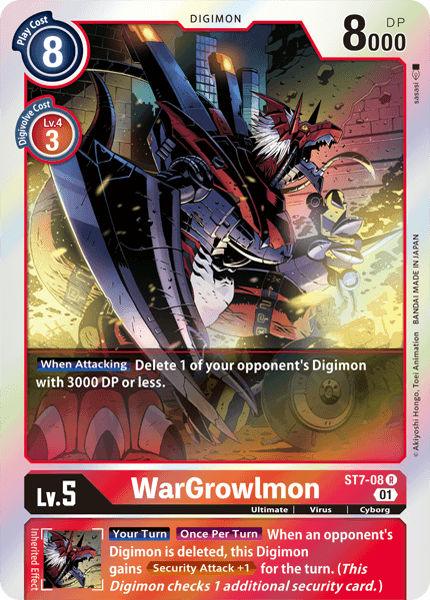 Play Cost
8
DIGIMON
DP
8000
Digivolve Cost
Lv.4
3
sasasi
© Akiyoshi Hongo, Toei Animation BANDAI MADE IN JAPAN
When Attacking Delete 1 of your opponent's Digimon
with 3000 DP or less.
Lv.5
WarGrowlmon
ST7-08 R
01
Ultimate | Virus | Cyborg
Inherited Effect
Your Turn Once Per Turn When an opponent's
Digimon is deleted, this Digimon
gains Security Attack +1 for the turn. (This
Digimon checks 1 additional security card.)